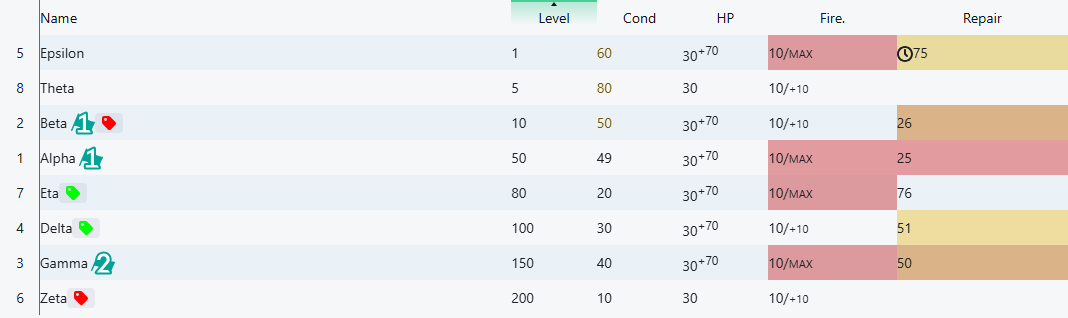 Name Level Cond HP Fire. Repair
5 Epsilon 1 60 30+70 10/MAX 75
8 Theta 5 80 30 10/+10
2 Beta 1 10 50 30+70 10/+10 26
1 Alpha 1 50 49 30+70 10/MAX 25
7 Eta 80 20 30+70 10/MAX 76
4 Delta 100 30 30+70 10/+10 51
3 Gamma 2 150 40 30+70 10/MAX 50
6 Zeta 200 10 30 10/+10